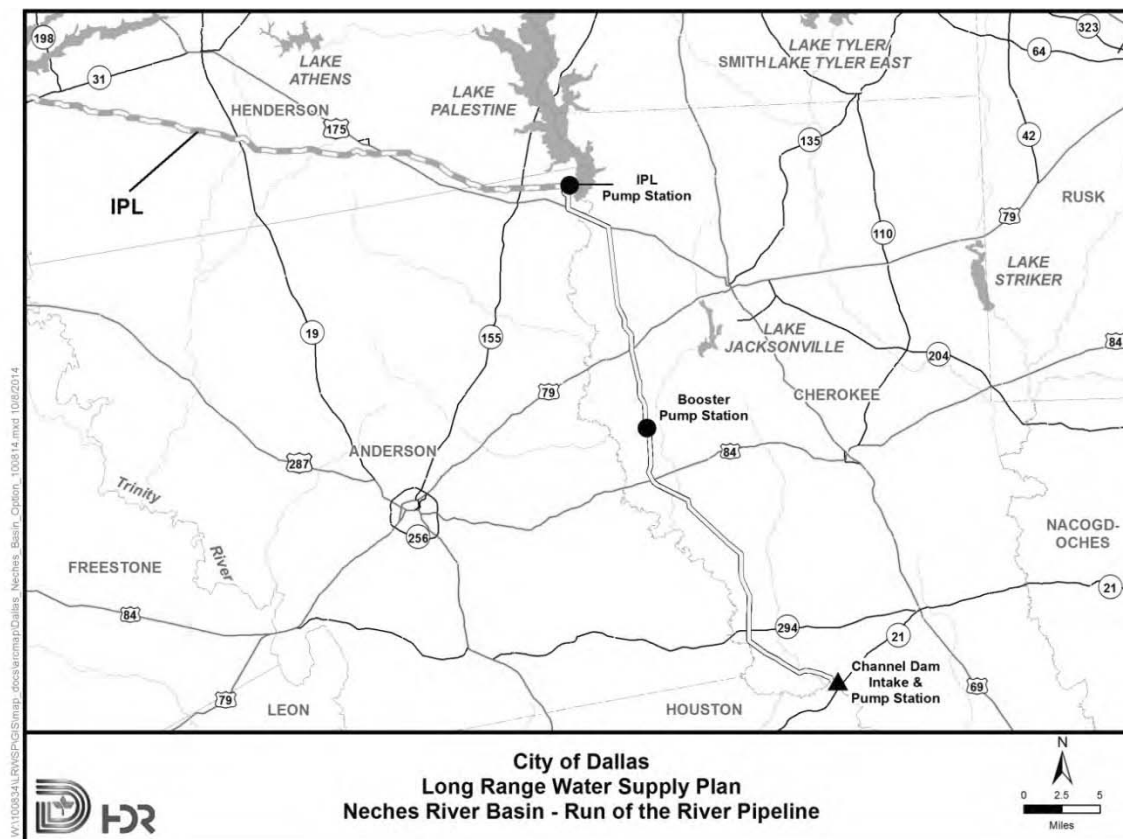 198
31
LAKE
ATHENS
HENDERSON
175
LAKE
PALESTINE
LAKE TYLER/
SMITH LAKE TYLER EAST
323
64
135
42
IPL
IPL
Pump Station
110
79
RUSK
LAKE
STRIKER
19
155
LAKE
JACKSONVILLE
84
204
79
CHEROKEE
Booster
Pump Station
287
ANDERSON
84
Trinity
River
256
NACOGD-
OCHES
FREESTONE
84
294
21
21
Channel Dam
Intake &
Pump Station
79
LEON
HOUSTON
69
City of Dallas
Long Range Water Supply Plan
Neches River Basin - Run of the River Pipeline
HDR
N
0 2.5 5
Miles